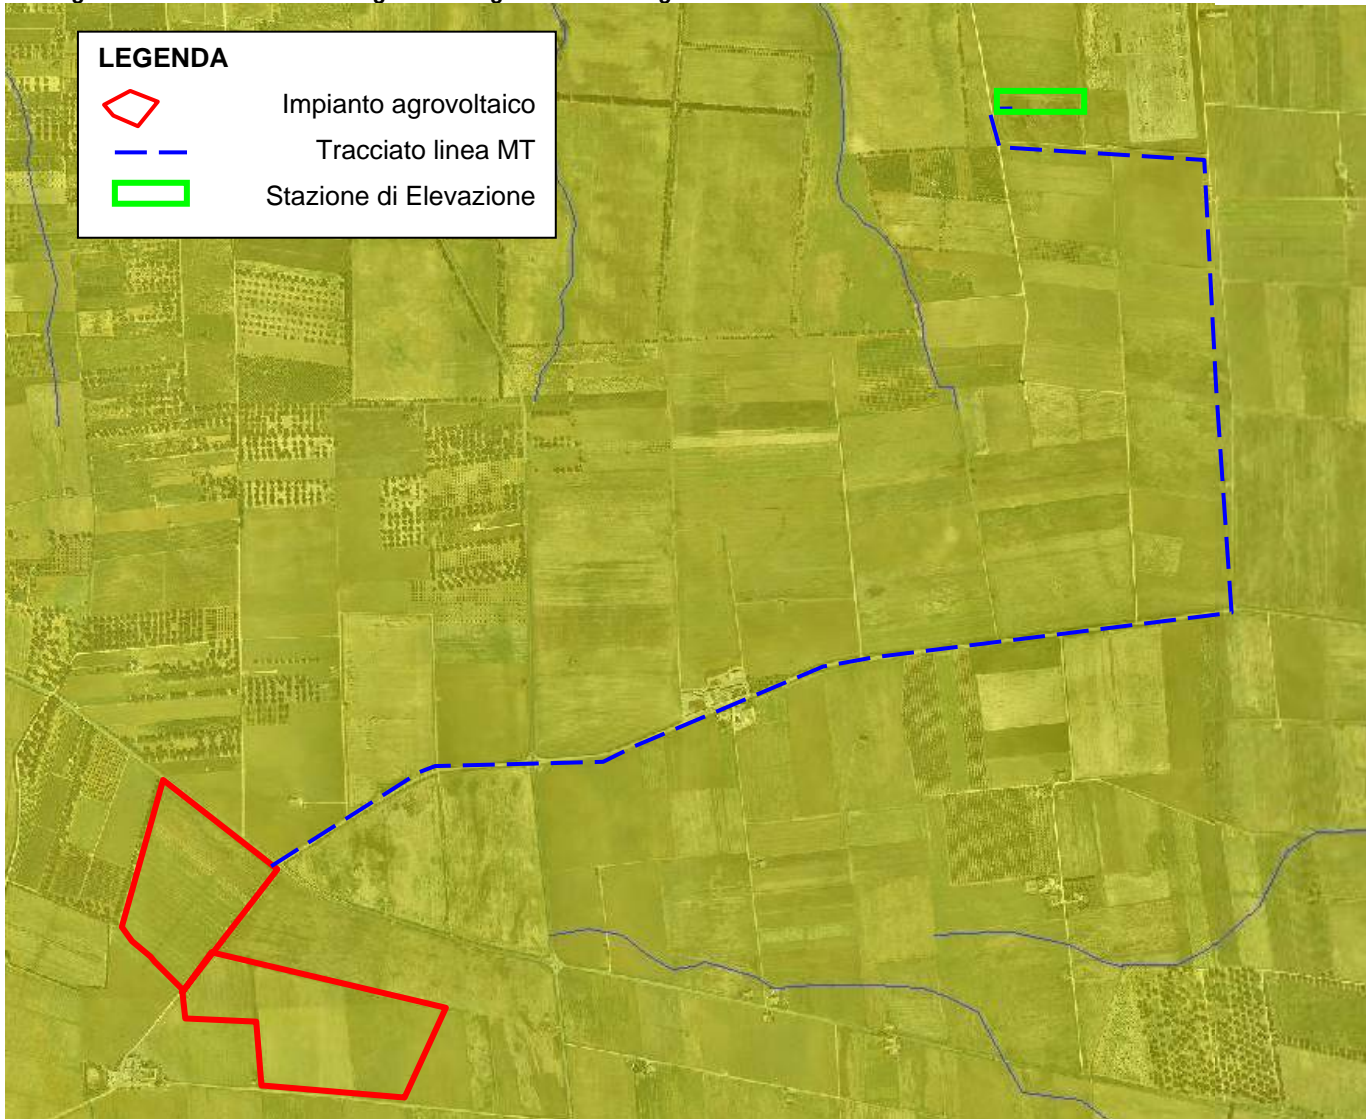 LEGENDA
Impianto agrovoltaico
Tracciato linea MT
Stazione di Elevazione